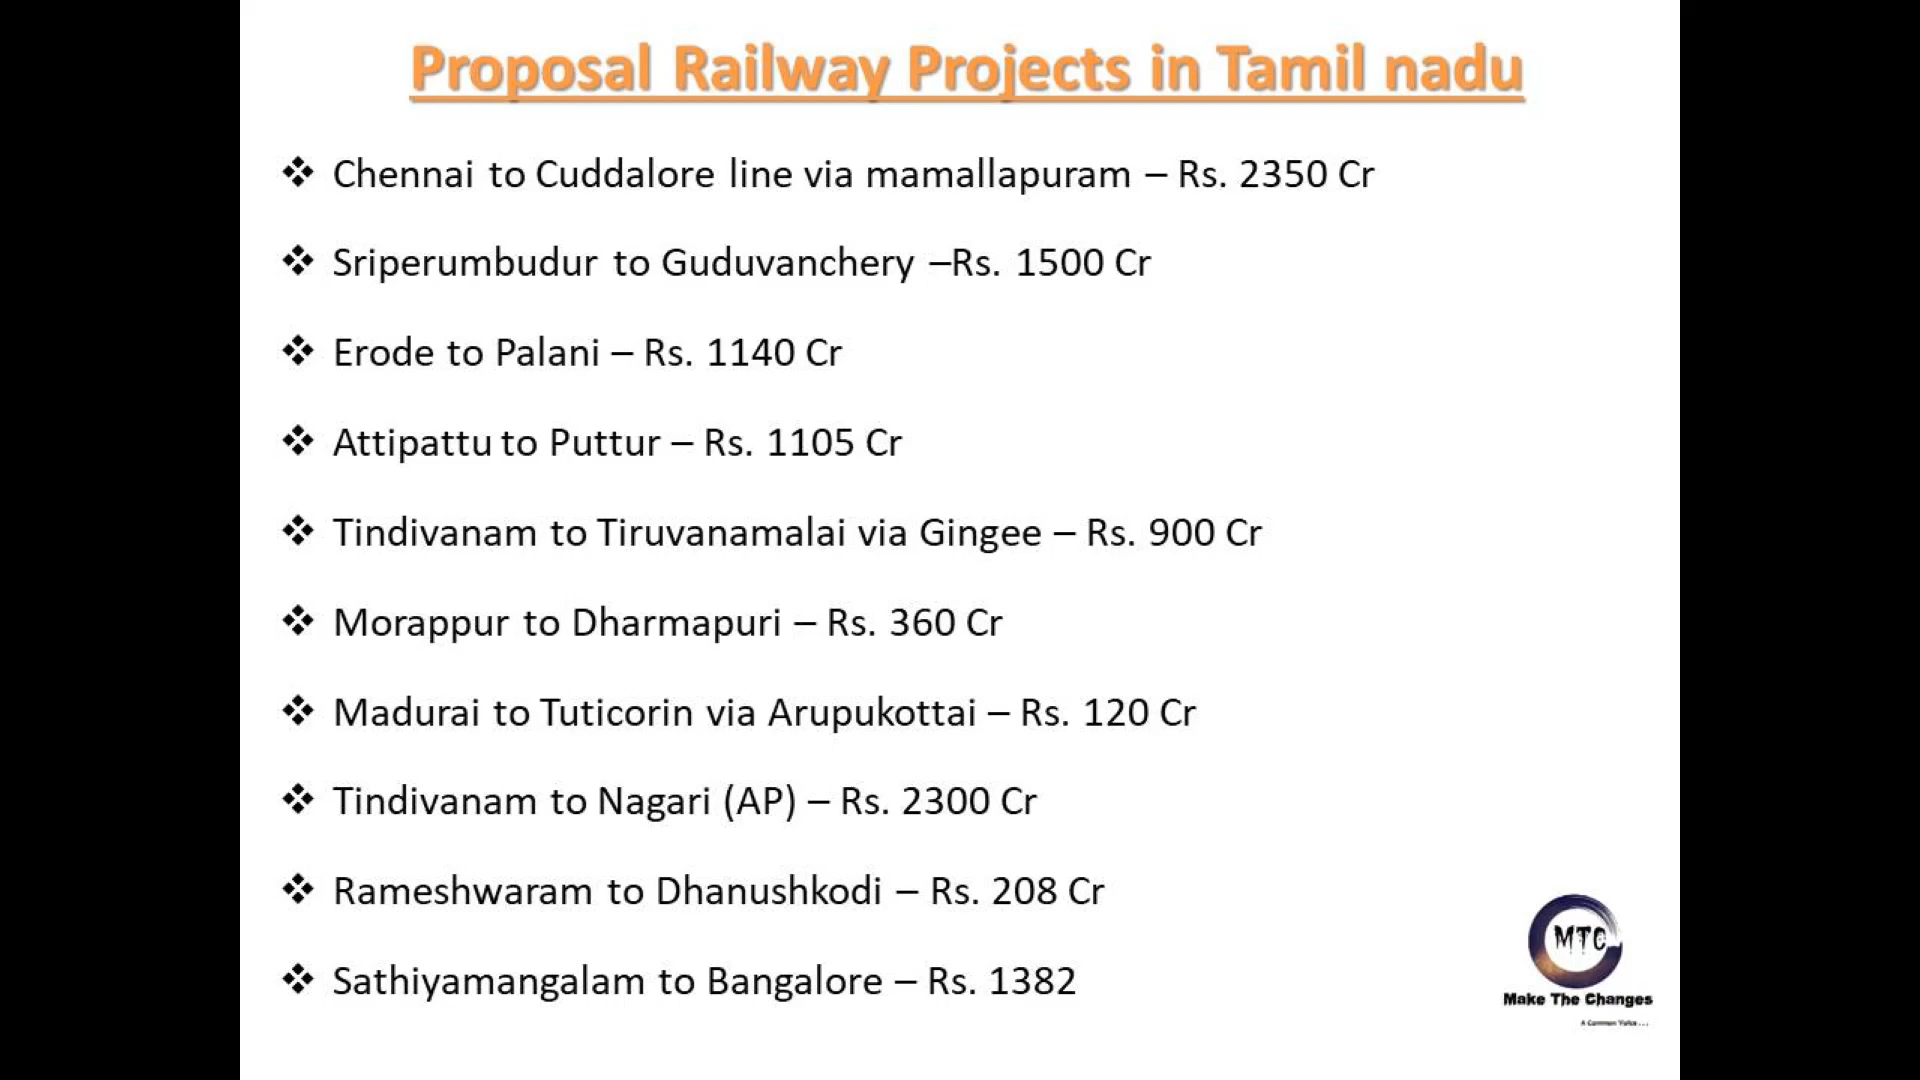 Proposal Railway Projects in Tamil nadu
❖ Chennai to Cuddalore line via mamallapuram – Rs. 2350 Cr
❖ Sriperumbudur to Guduvanchery –Rs. 1500 Cr
❖ Erode to Palani – Rs. 1140 Cr
❖ Attipattu to Puttur – Rs. 1105 Cr
❖ Tindivanam to Tiruvanamalai via Gingee – Rs. 900 Cr
❖ Morappur to Dharmapuri – Rs. 360 Cr
❖ Madurai to Tuticorin via Arupukottai – Rs. 120 Cr
❖ Tindivanam to Nagari (AP) – Rs. 2300 Cr
❖ Rameshwaram to Dhanushkodi – Rs. 208 Cr
❖ Sathiyamangalam to Bangalore – Rs. 1382
MTC
Make The Changes
A Common Voice ...